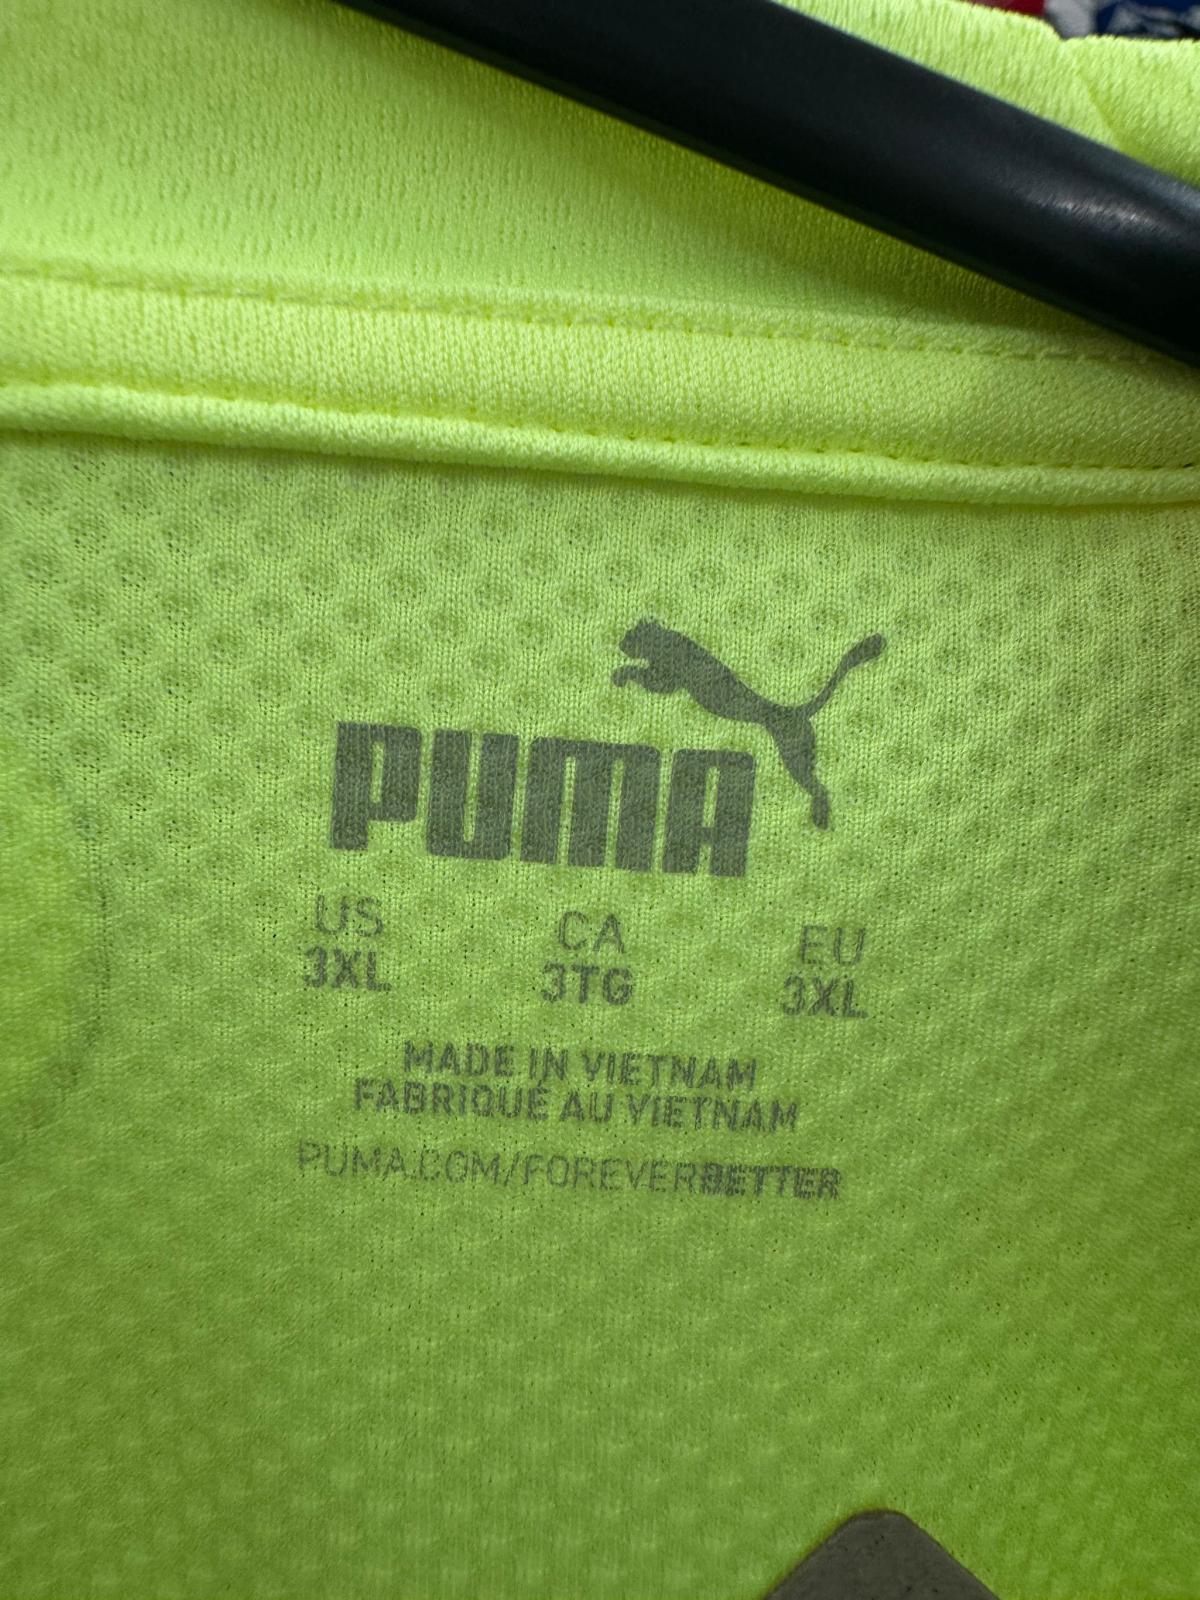 PUMA
US CA EU
3XL 3TG 3XL
MADE IN VIETNAM
FABRIQUÉ AU VIETNAM
PUMA.COM/FOREVERBETTER